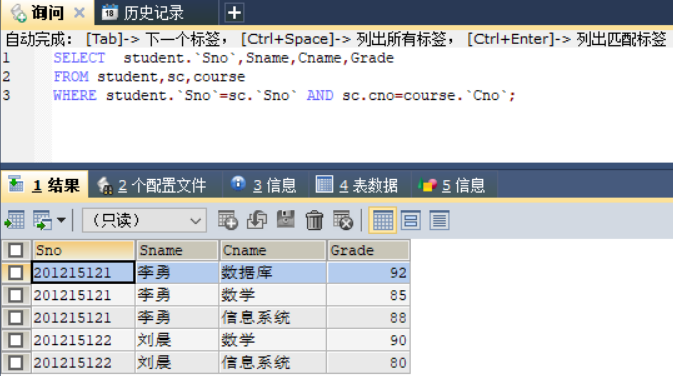 询问 历史记录
自动完成： [Tab]-> 下一个标签， [Ctrl+Space]-> 列出所有标签， [Ctrl+Enter]-> 列出匹配标签
1 SELECT student.`Sno`,Sname,Cname,Grade
2 FROM student,sc,course
3 WHERE student.`Sno`=sc.`Sno` AND sc.cno=course.`Cno`;
1 结果 2 个配置文件 3 信息 4 表数据 5 信息
（只读）
Sno Sname Cname Grade
201215121 李勇 数据库 92
201215121 李勇 数学 85
201215121 李勇 信息系统 88
201215122 刘晨 数学 90
201215122 刘晨 信息系统 80